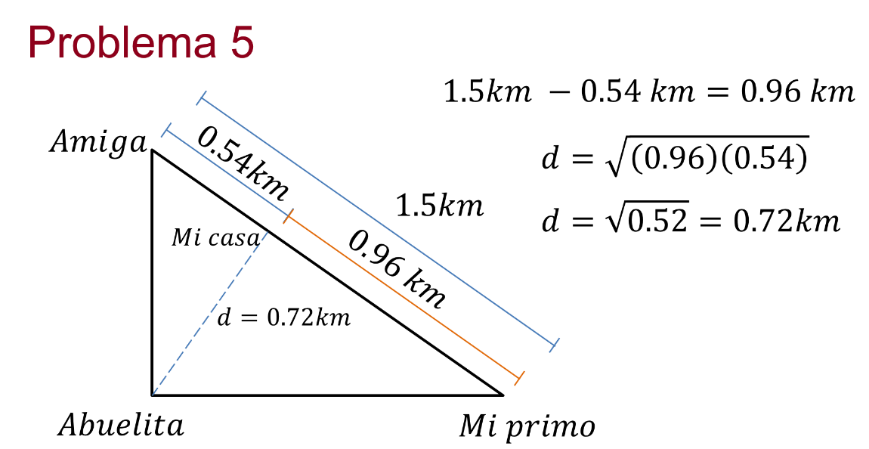 Problema 5
1.5km − 0.54 km = 0.96 km
d = √(0.96)(0.54)
d = √0.52 = 0.72km
Amiga
0.54km
1.5km
Mi casa
0.96 km
d = 0.72km
Abuelita
Mi primo